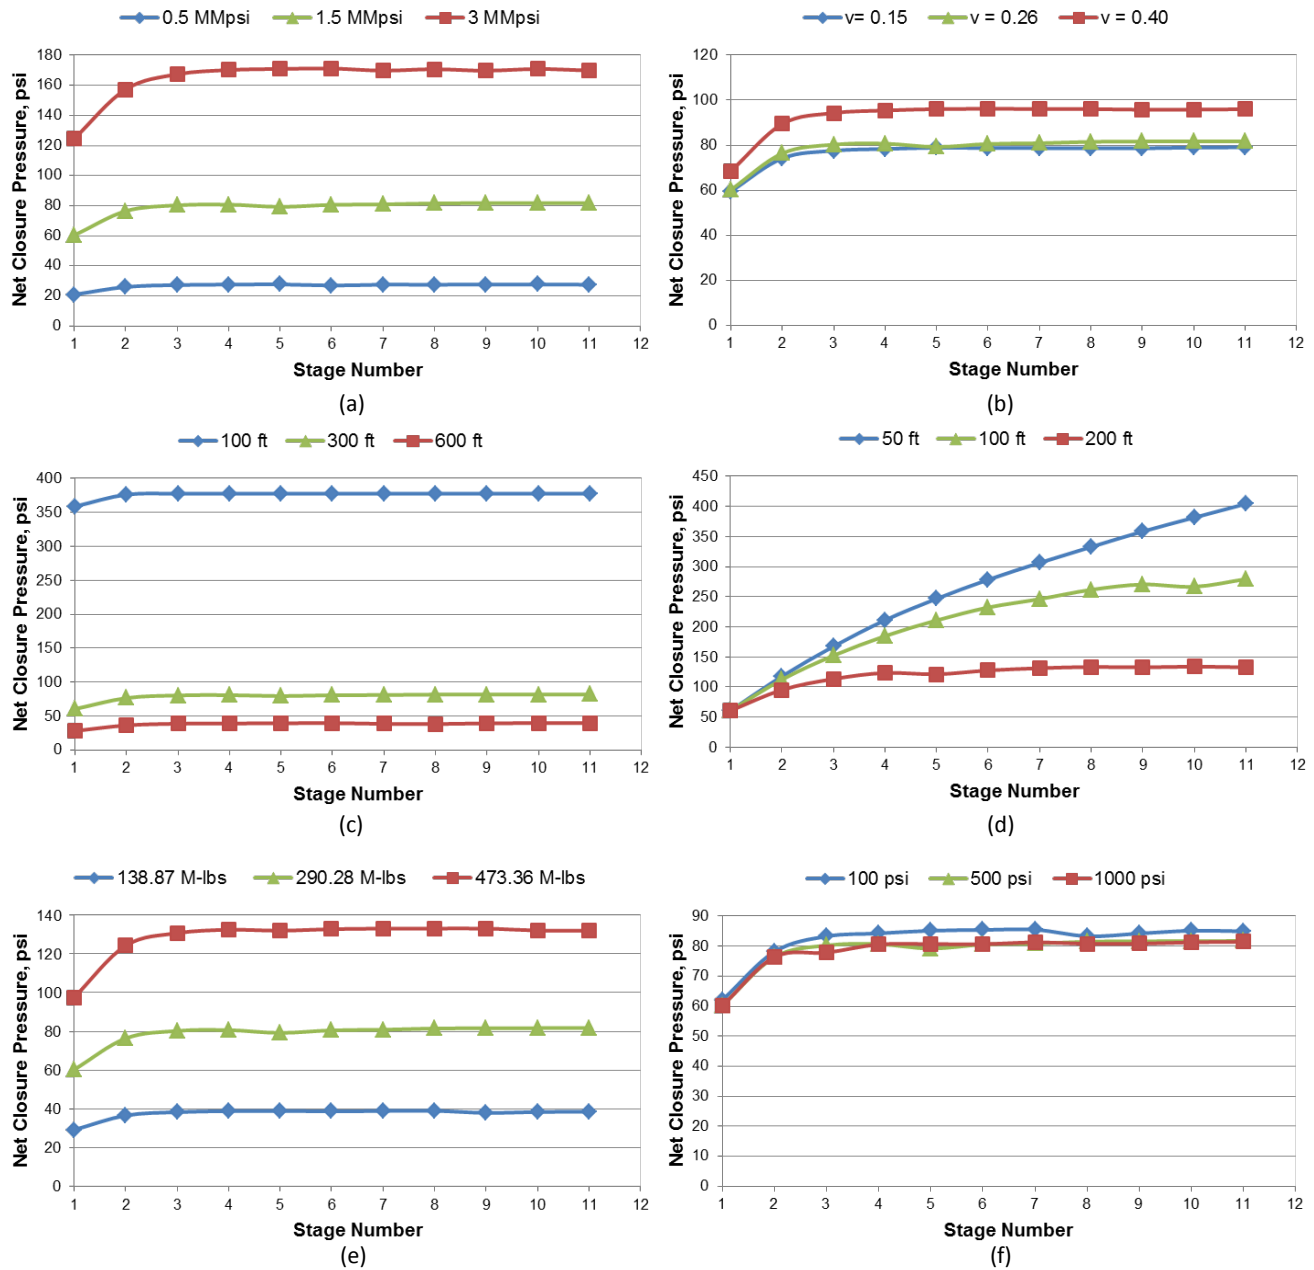 0.5 MMpsi 1.5 MMpsi 3 MMpsi
Net Closure Pressure, psi
180
160
140
120
100
80
60
40
20
0
1 2 3 4 5 6 7 8 9 10 11 12
Stage Number
(a)
v= 0.15 v = 0.26 v = 0.40
Net Closure Pressure, psi
120
100
80
60
40
20
0
1 2 3 4 5 6 7 8 9 10 11 12
Stage Number
(b)
100 ft 300 ft 600 ft
Net Closure Pressure, psi
400
350
300
250
200
150
100
50
0
1 2 3 4 5 6 7 8 9 10 11 12
Stage Number
(c)
50 ft 100 ft 200 ft
Net Closure Pressure, psi
450
400
350
300
250
200
150
100
50
0
1 2 3 4 5 6 7 8 9 10 11 12
Stage Number
(d)
138.87 M-lbs 290.28 M-lbs 473.36 M-lbs
Net Closure Pressure, psi
140
120
100
80
60
40
20
0
1 2 3 4 5 6 7 8 9 10 11 12
Stage Number
(e)
100 psi 500 psi 1000 psi
Net Closure Pressure, psi
90
80
70
60
50
40
30
20
10
0
1 2 3 4 5 6 7 8 9 10 11 12
Stage Number
(f)